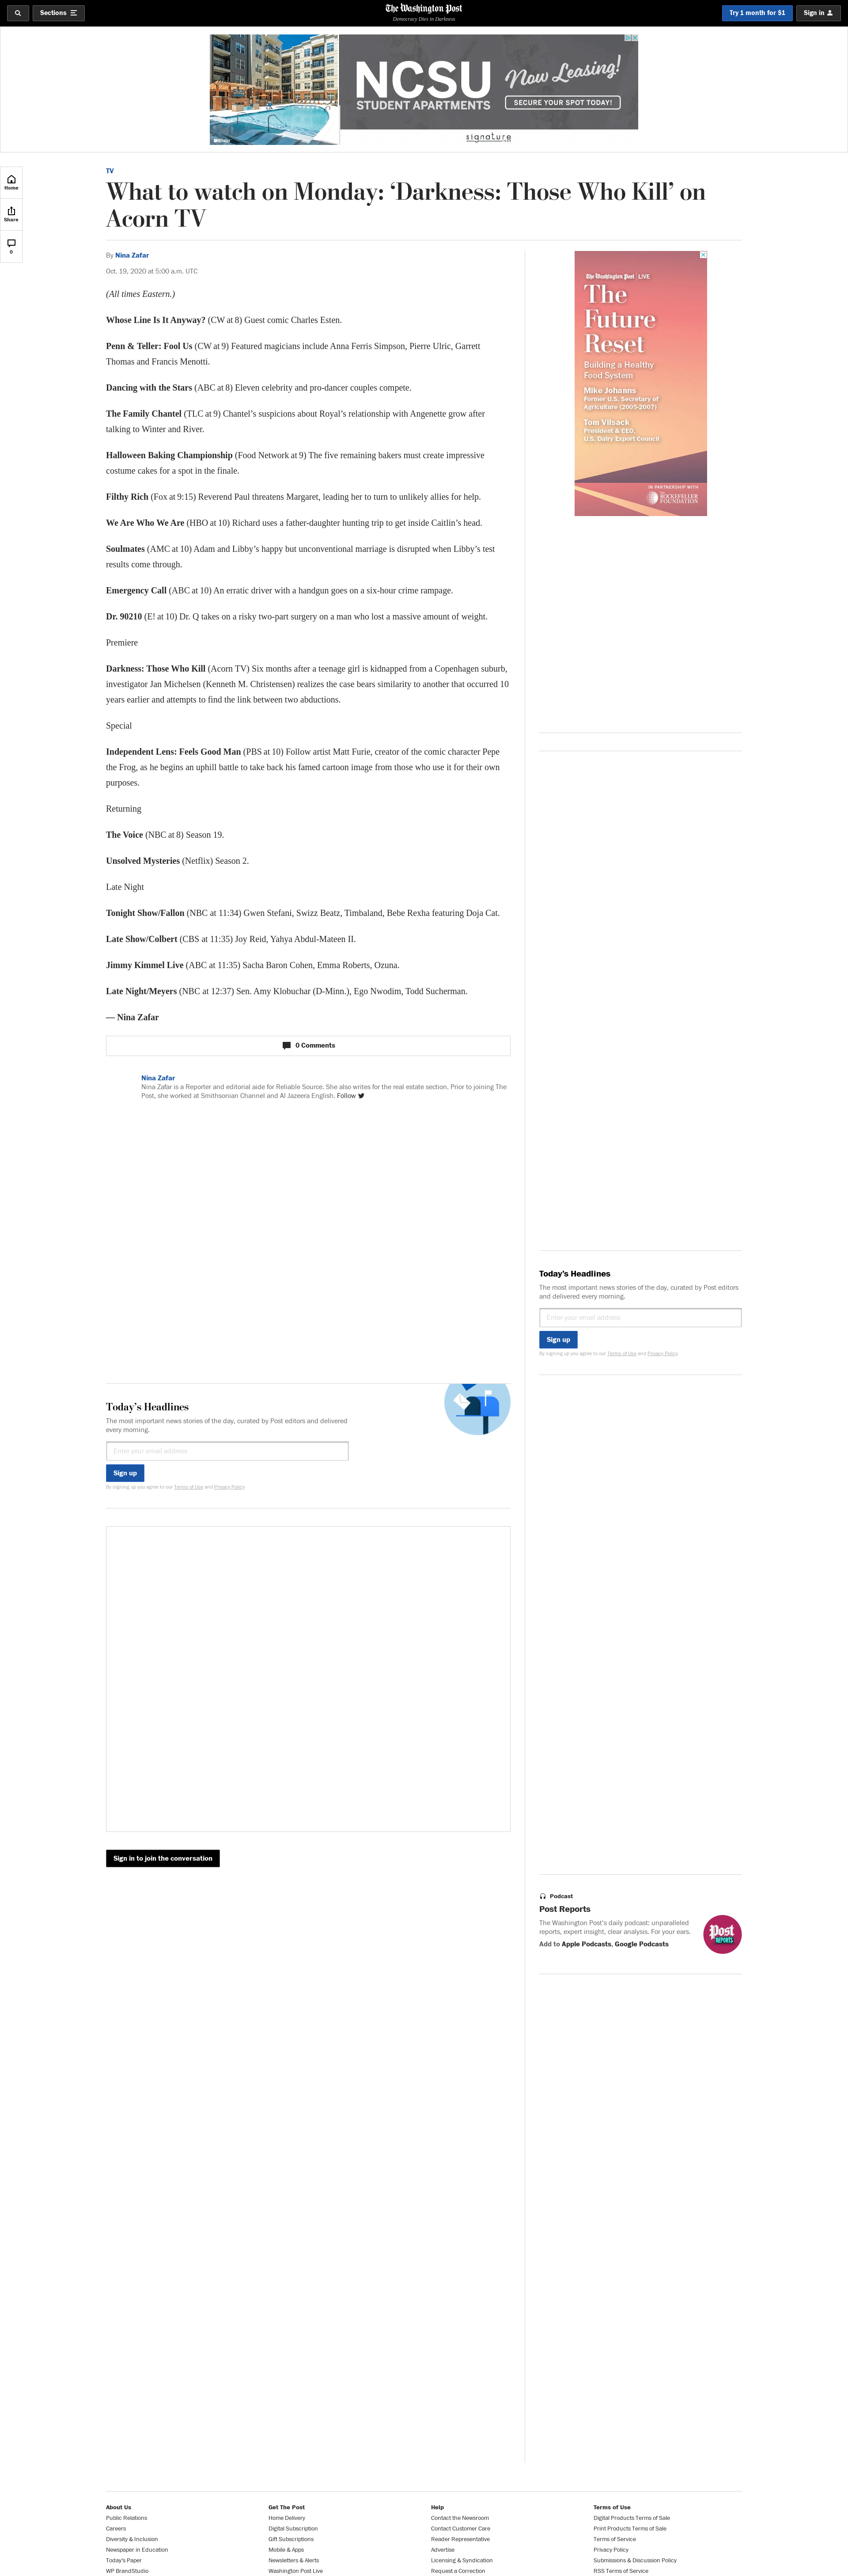 Sections
The Washington Post
Democracy Dies in Darkness
Try 1 month for $1
Sign in
NCSU
STUDENT APARTMENTS
Now Leasing!
SECURE YOUR SPOT TODAY!
signature
Home
Share
0
TV
What to watch on Monday: ‘Darkness: Those Who Kill’ on
Acorn TV
By Nina Zafar
Oct. 19, 2020 at 5:00 a.m. UTC
(All times Eastern.)
Whose Line Is It Anyway? (CW at 8) Guest comic Charles Esten.
Penn & Teller: Fool Us (CW at 9) Featured magicians include Anna Ferris Simpson, Pierre Ulric, Garrett
Thomas and Francis Menotti.
Dancing with the Stars (ABC at 8) Eleven celebrity and pro-dancer couples compete.
The Family Chantel (TLC at 9) Chantel’s suspicions about Royal’s relationship with Angenette grow after
talking to Winter and River.
Halloween Baking Championship (Food Network at 9) The five remaining bakers must create impressive
costume cakes for a spot in the finale.
Filthy Rich (Fox at 9:15) Reverend Paul threatens Margaret, leading her to turn to unlikely allies for help.
We Are Who We Are (HBO at 10) Richard uses a father-daughter hunting trip to get inside Caitlin’s head.
Soulmates (AMC at 10) Adam and Libby’s happy but unconventional marriage is disrupted when Libby’s test
results come through.
Emergency Call (ABC at 10) An erratic driver with a handgun goes on a six-hour crime rampage.
Dr. 90210 (E! at 10) Dr. Q takes on a risky two-part surgery on a man who lost a massive amount of weight.
Premiere
Darkness: Those Who Kill (Acorn TV) Six months after a teenage girl is kidnapped from a Copenhagen suburb,
investigator Jan Michelsen (Kenneth M. Christensen) realizes the case bears similarity to another that occurred 10
years earlier and attempts to find the link between two abductions.
Special
Independent Lens: Feels Good Man (PBS at 10) Follow artist Matt Furie, creator of the comic character Pepe
the Frog, as he begins an uphill battle to take back his famed cartoon image from those who use it for their own
purposes.
Returning
The Voice (NBC at 8) Season 19.
Unsolved Mysteries (Netflix) Season 2.
Late Night
Tonight Show/Fallon (NBC at 11:34) Gwen Stefani, Swizz Beatz, Timbaland, Bebe Rexha featuring Doja Cat.
Late Show/Colbert (CBS at 11:35) Joy Reid, Yahya Abdul-Mateen II.
Jimmy Kimmel Live (ABC at 11:35) Sacha Baron Cohen, Emma Roberts, Ozuna.
Late Night/Meyers (NBC at 12:37) Sen. Amy Klobuchar (D-Minn.), Ego Nwodim, Todd Sucherman.
— Nina Zafar
0 Comments
Nina Zafar
Nina Zafar is a Reporter and editorial aide for Reliable Source. She also writes for the real estate section. Prior to joining The
Post, she worked at Smithsonian Channel and Al Jazeera English. Follow
Today’s Headlines
The most important news stories of the day, curated by Post editors and delivered
every morning.
Enter your email address
Sign up
By signing up you agree to our Terms of Use and Privacy Policy
Sign in to join the conversation
The Washington Post LIVE
The
Future
Reset
Building a Healthy
Food System
Mike Johanns
Former U.S. Secretary of
Agriculture (2005-2007)
Tom Vilsack
President & CEO,
U.S. Dairy Export Council
IN PARTNERSHIP WITH
The
ROCKEFELLER
FOUNDATION
Today’s Headlines
The most important news stories of the day, curated by Post editors
and delivered every morning.
Enter your email address
Sign up
By signing up you agree to our Terms of Use and Privacy Policy
Podcast
Post Reports
The Washington Post's daily podcast: unparalleled
reports, expert insight, clear analysis. For your ears.
Add to Apple Podcasts, Google Podcasts
Post
REPORTS
About Us
Public Relations
Careers
Diversity & Inclusion
Newspaper in Education
Today's Paper
WP BrandStudio
Get The Post
Home Delivery
Digital Subscription
Gift Subscriptions
Mobile & Apps
Newsletters & Alerts
Washington Post Live
Help
Contact the Newsroom
Contact Customer Care
Reader Representative
Advertise
Licensing & Syndication
Request a Correction
Terms of Use
Digital Products Terms of Sale
Print Products Terms of Sale
Terms of Service
Privacy Policy
Submissions & Discussion Policy
RSS Terms of Service